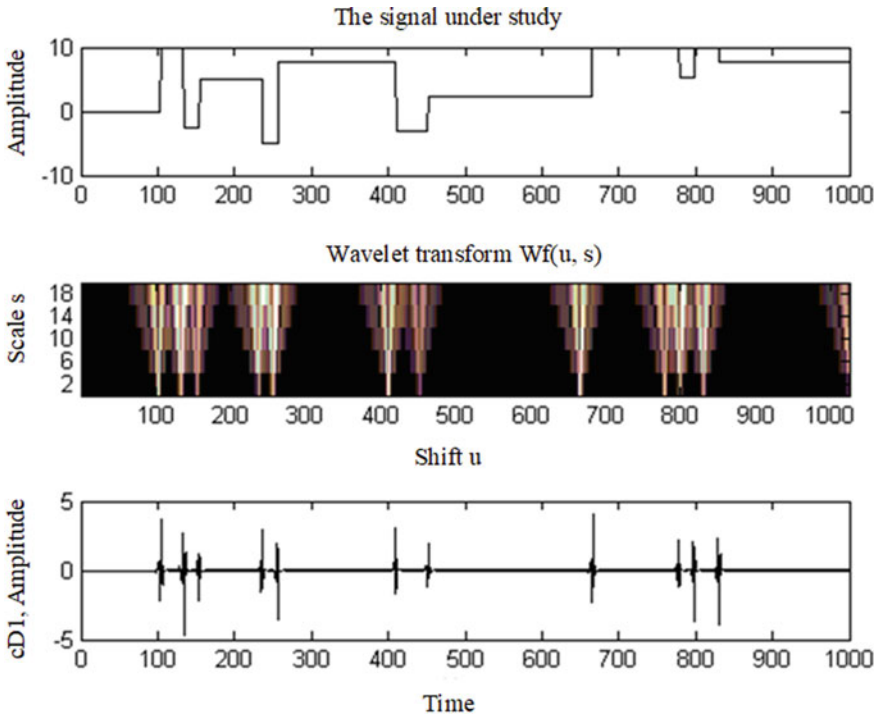 The signal under study
Amplitude
10
0
-10
0 100 200 300 400 500 600 700 800 900 1000
Wavelet transform Wf(u, s)
Scale s
18
14
10
6
2
100 200 300 400 500 600 700 800 900 1000
Shift u
cD1, Amplitude
5
0
-5
0 100 200 300 400 500 600 700 800 900 1000
Time